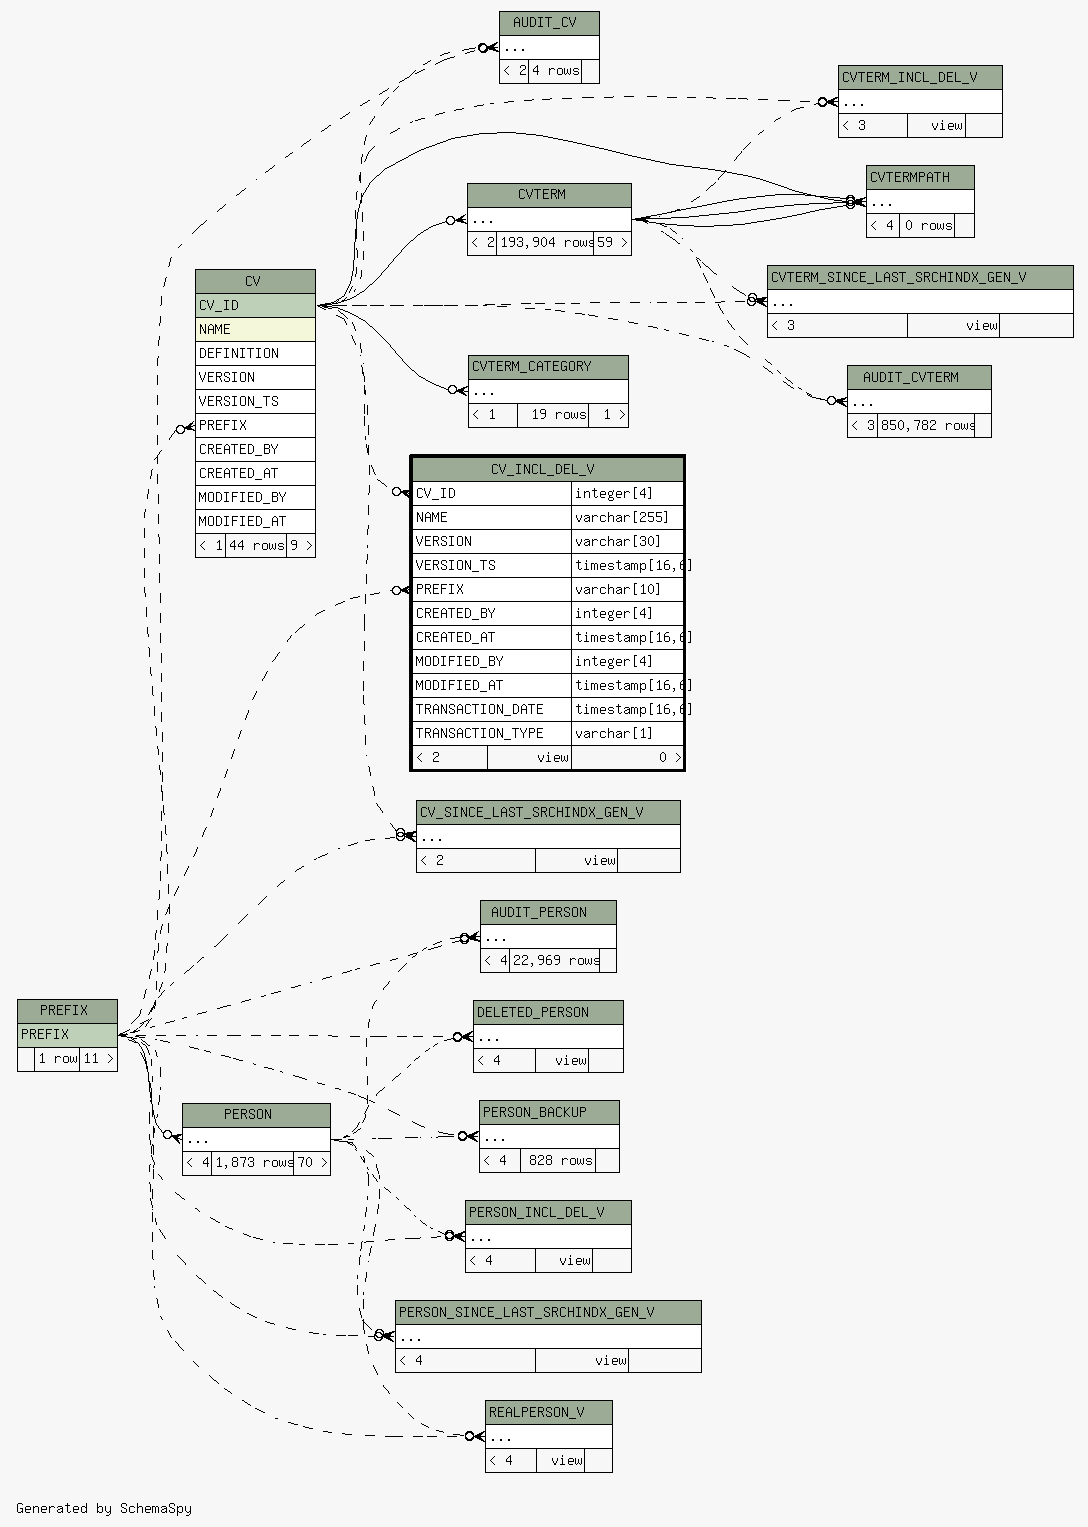 AUDIT_CV
...
< 2 4 rows
CVTERM_INCL_DEL_V
...
< 3 view
CVTERMPATH
...
< 4 0 rows
CVTERM
...
< 2 193,904 rows 59 >
CV
CV_ID
NAME
DEFINITION
VERSION
VERSION_TS
PREFIX
CREATED_BY
CREATED_AT
MODIFIED_BY
MODIFIED_AT
< 1 44 rows 9 >
CVTERM_SINCE_LAST_SRCHINDX_GEN_V
...
< 3 view
CVTERM_CATEGORY
...
< 1 19 rows 1 >
AUDIT_CVTERM
...
< 3 850,782 rows
CV_INCL_DEL_V
CV_ID integer[4]
NAME varchar[255]
VERSION varchar[30]
VERSION_TS timestamp[16,6]
PREFIX varchar[10]
CREATED_BY integer[4]
CREATED_AT timestamp[16,6]
MODIFIED_BY integer[4]
MODIFIED_AT timestamp[16,6]
TRANSACTION_DATE timestamp[16,6]
TRANSACTION_TYPE varchar[1]
< 2 view 0 >
CV_SINCE_LAST_SRCHINDX_GEN_V
...
< 2 view
AUDIT_PERSON
...
< 4 22,969 rows
PREFIX
PREFIX
1 row 11 >
DELETED_PERSON
...
< 4 view
PERSON
...
< 4 1,873 rows 70 >
PERSON_BACKUP
...
< 4 828 rows
PERSON_INCL_DEL_V
...
< 4 view
PERSON_SINCE_LAST_SRCHINDX_GEN_V
...
< 4 view
REALPERSON_V
...
< 4 view
Generated by SchemaSpy